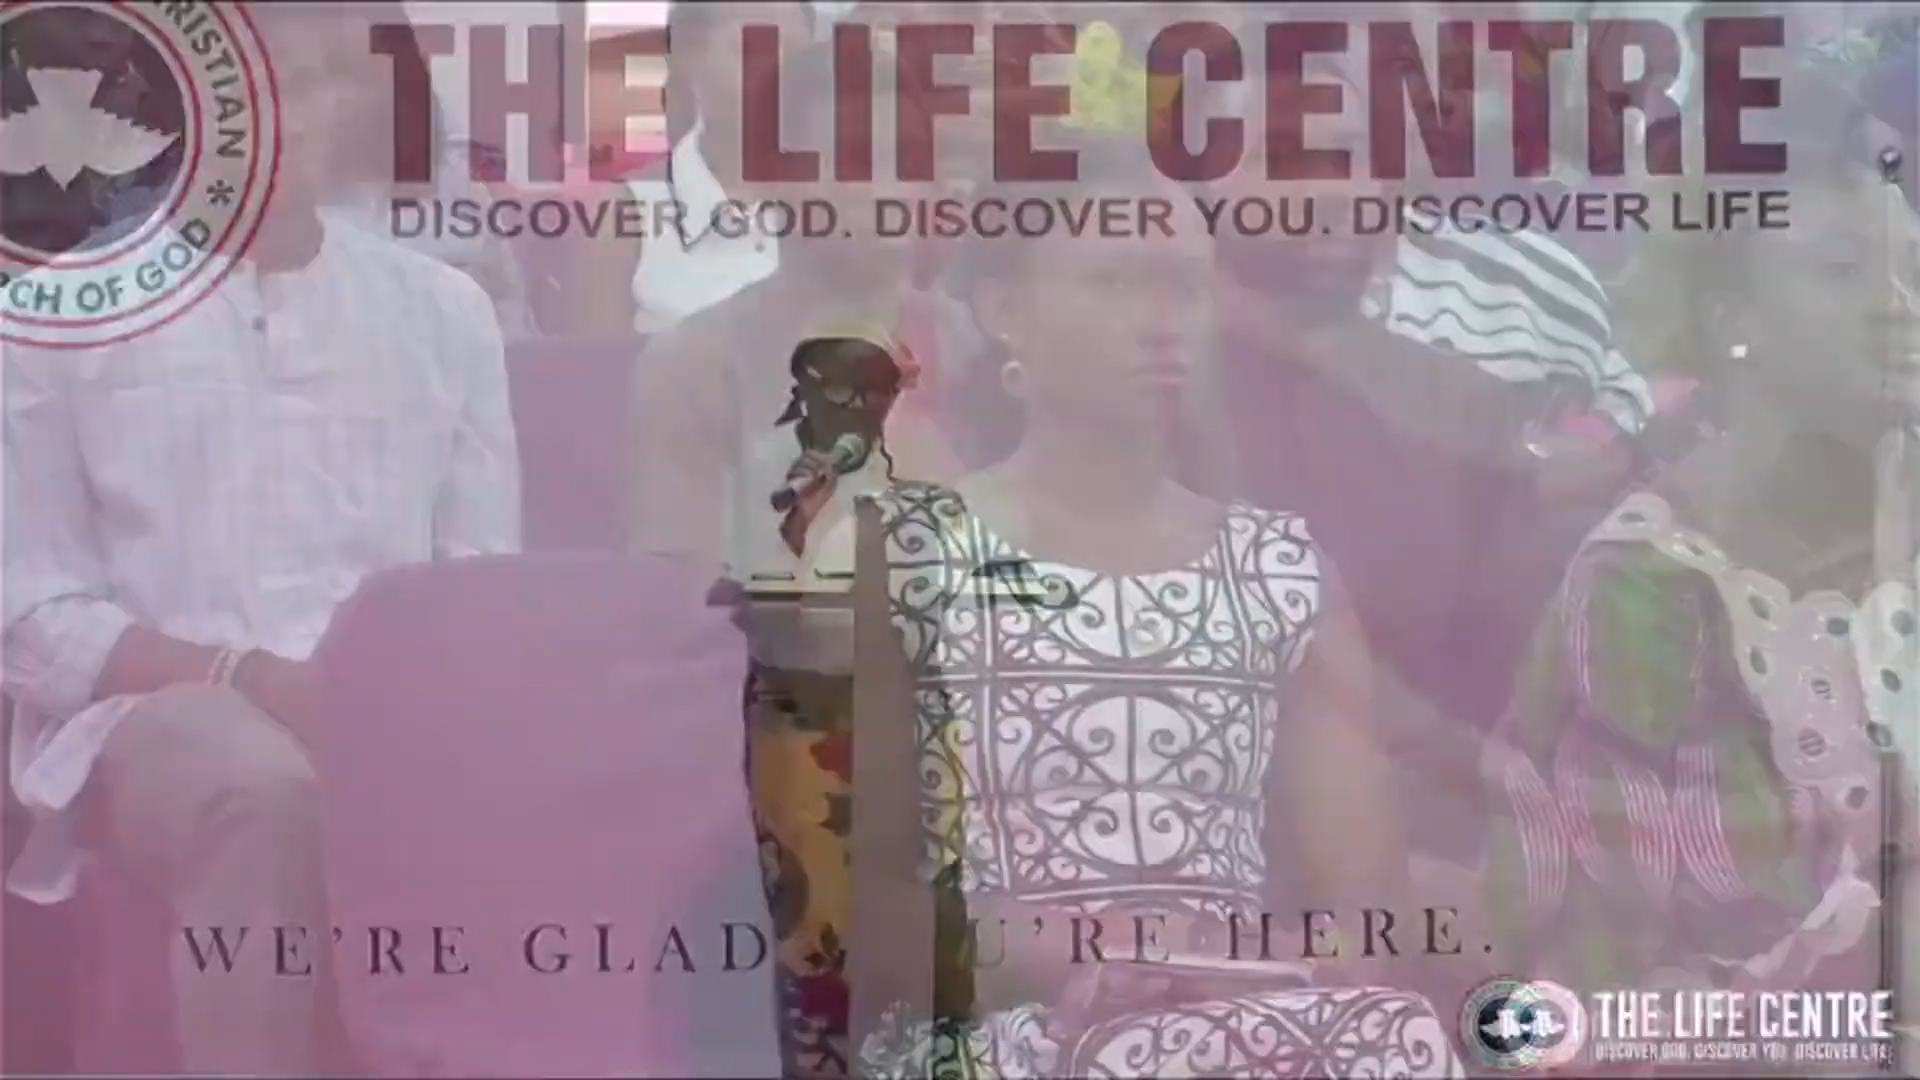 RISTIAN *
CH OF GOD
THE LIFE CENTRE
DISCOVER GOD. DISCOVER YOU. DISCOVER LIFE
WE'RE GLAD U'RE HERE.
THE LIFE CENTRE
DISCOVER GOD. DISCOVER YOU. DISCOVER LIFE